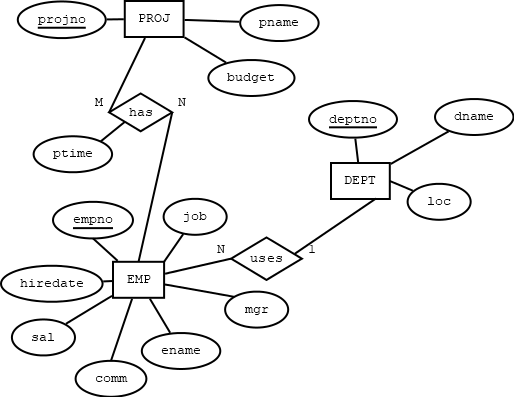 projno
PROJ
pname
budget
M
has
N
ptime
deptno
dname
DEPT
loc
empno
job
N
uses
1
hiredate
EMP
mgr
sal
ename
comm